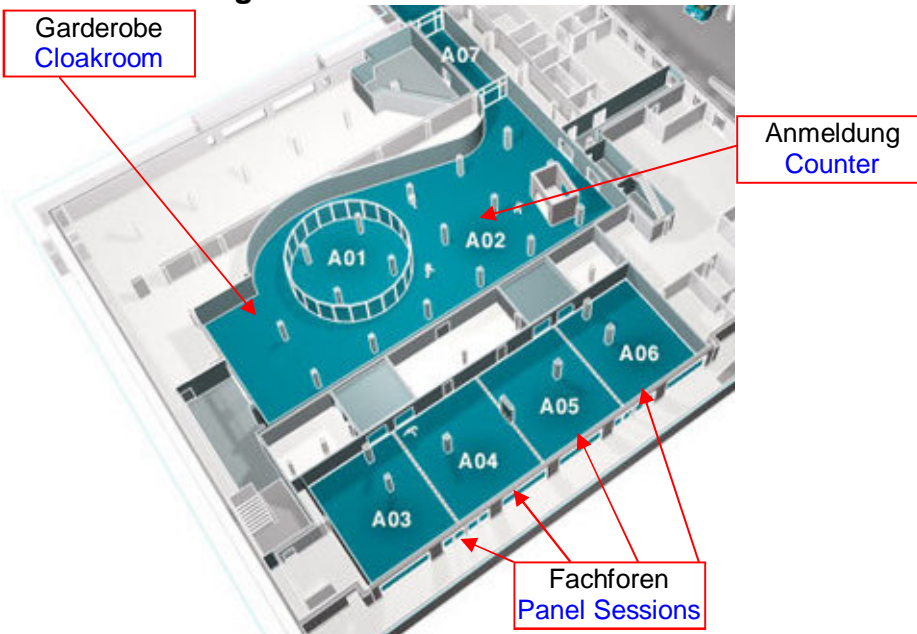 Garderobe
Cloakroom
A07
Anmeldung
Counter
A02
A01
A06
A05
A04
A03
Fachforen
Panel Sessions